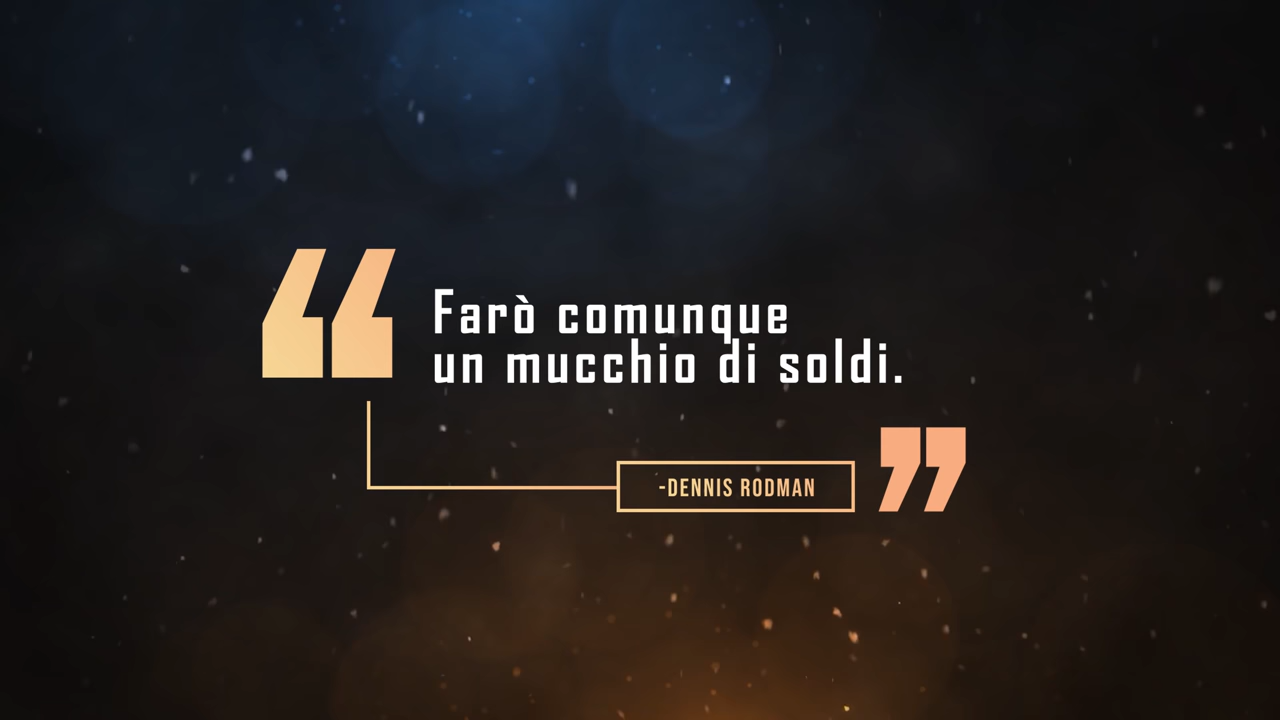 “ Farò comunque
un mucchio di soldi.
-DENNIS RODMAN ”